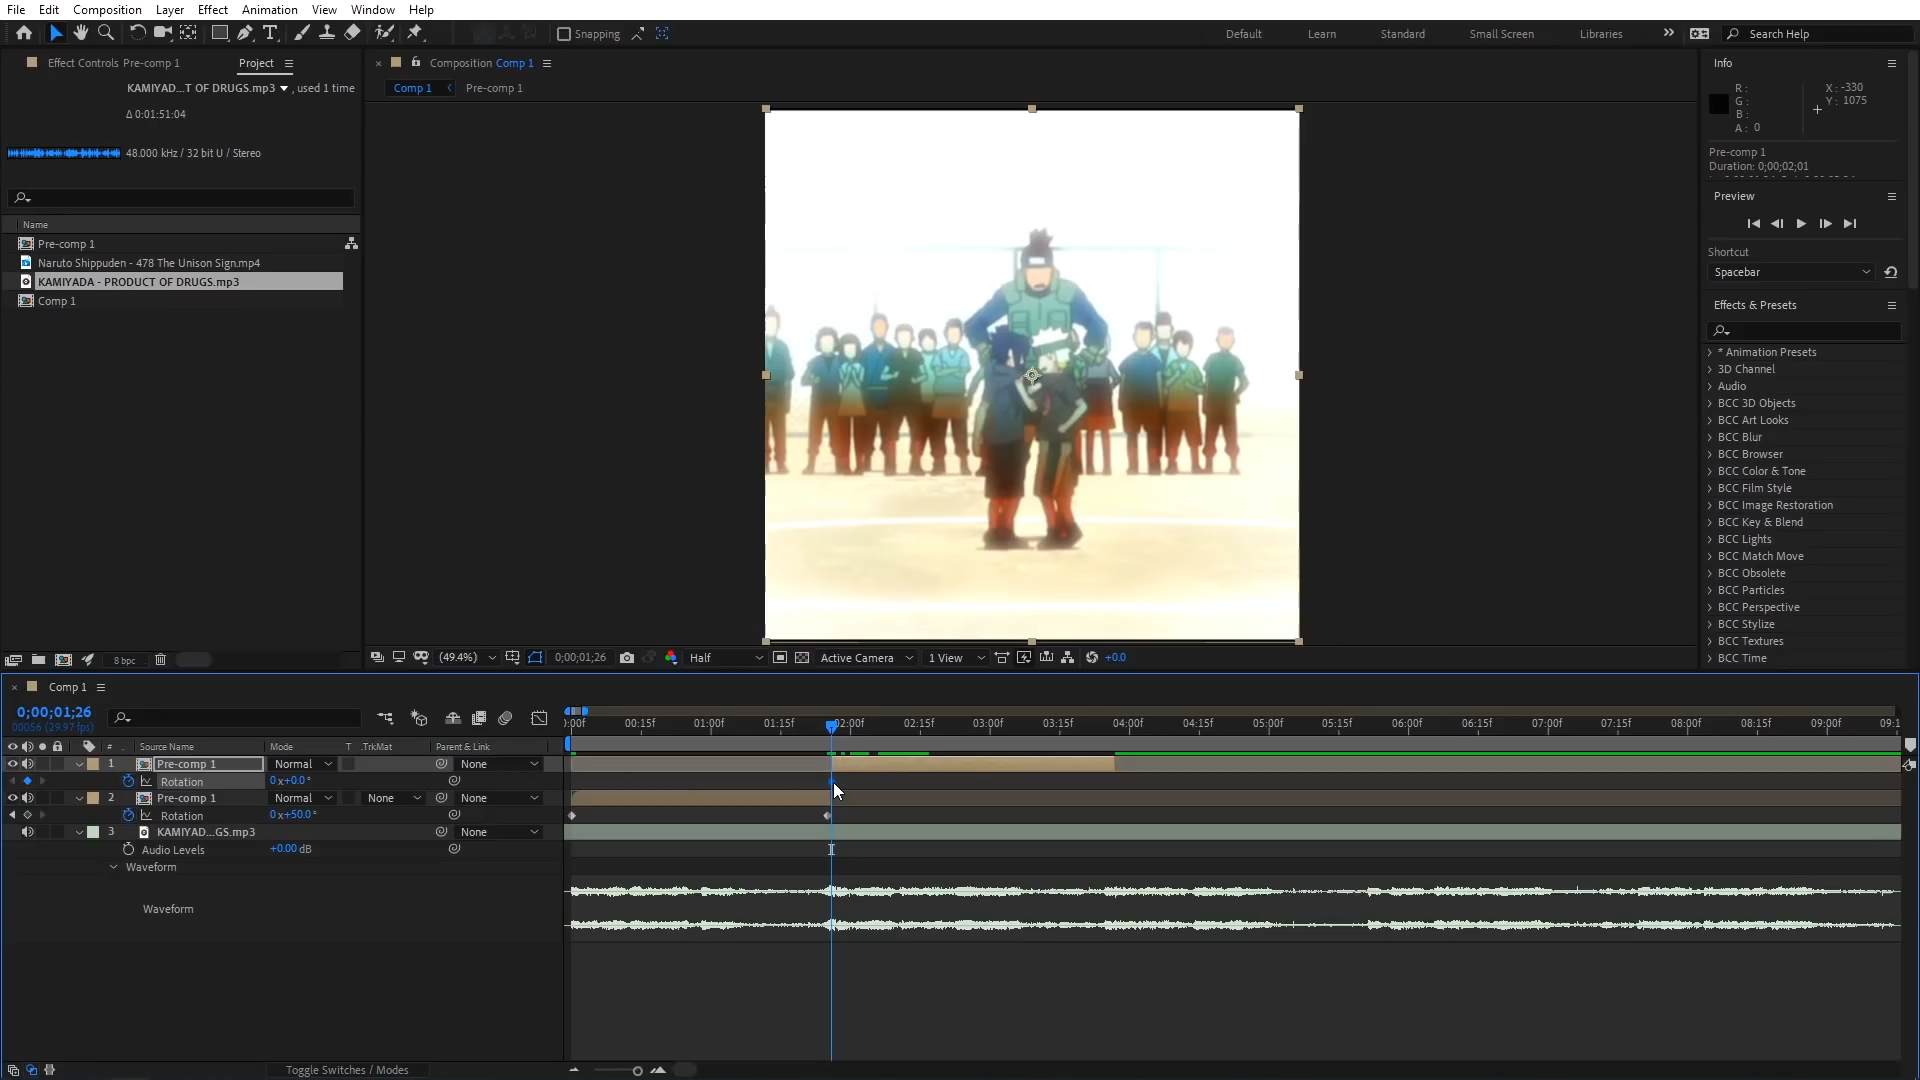 File Edit Composition Layer Effect Animation View Window Help
Snapping Default Learn Standard Small Screen Libraries » Search Help
Effect Controls Pre-comp 1 Project
KAMIYAD...T OF DRUGS.mp3 , used 1 time
Δ 0:01:51:04
48.000 kHz / 32 bit U / Stereo
Name
Pre-comp 1
Naruto Shippuden - 478 The Unison Sign.mp4
KAMIYADA - PRODUCT OF DRUGS.mp3
Comp 1
8 bpc
Composition Comp 1
Comp 1 Pre-comp 1
(49.4%) 0;00;01;26 Half Active Camera 1 View +0.0
Info
R :
G :
B :
A : 0
X : -330
Y : 1075
Pre-comp 1
Duration: 0;00;02;01
Preview
Shortcut
Spacebar
Effects & Presets
* Animation Presets
3D Channel
Audio
BCC 3D Objects
BCC Art Looks
BCC Blur
BCC Browser
BCC Color & Tone
BCC Film Style
BCC Image Restoration
BCC Key & Blend
BCC Lights
BCC Match Move
BCC Obsolete
BCC Particles
BCC Perspective
BCC Stylize
BCC Textures
BCC Time
Comp 1
0;00;01;26
00056 (29.97 fps)
:00f 00:15f 01:00f 01:15f 02:00f 02:15f 03:00f 03:15f 04:00f 04:15f 05:00f 05:15f 06:00f 06:15f 07:00f 07:15f 08:00f 08:15f 09:00f 09:1
# Source Name Mode T .TrkMat Parent & Link
1 Pre-comp 1 Normal None
Rotation 0x+0.0°
2 Pre-comp 1 Normal None None
Rotation 0x+50.0°
3 KAMIYAD...GS.mp3 None
Audio Levels +0.00 dB
Waveform
Waveform
Toggle Switches / Modes